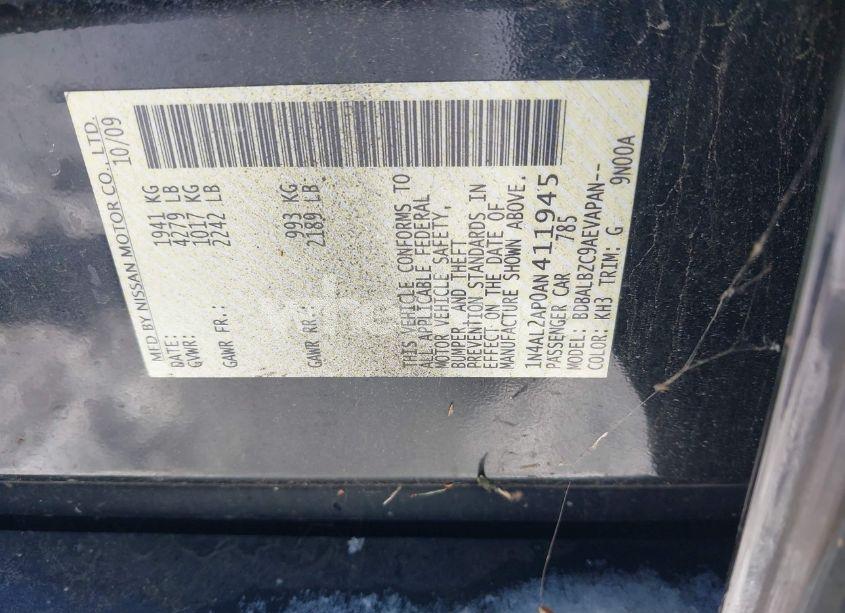 MFD BY NISSAN MOTOR CO., LTD.
DATE: 10/09
GVWR: 1941 KG
4279 LB
GAWR FR.: 1017 KG
2242 LB
GAWR RR.: 993 KG
2189 LB
THIS VEHICLE CONFORMS TO
ALL APPLICABLE FEDERAL
MOTOR VEHICLE SAFETY,
BUMPER, AND THEFT
PREVENTION STANDARDS IN
EFFECT ON THE DATE OF
MANUFACTURE SHOWN ABOVE.
1N4AL2AP0AN411945
PASSENGER CAR 785
MODEL: BDBALBZC9AEVAPAN--
COLOR: KH3 TRIM: G 9N00A